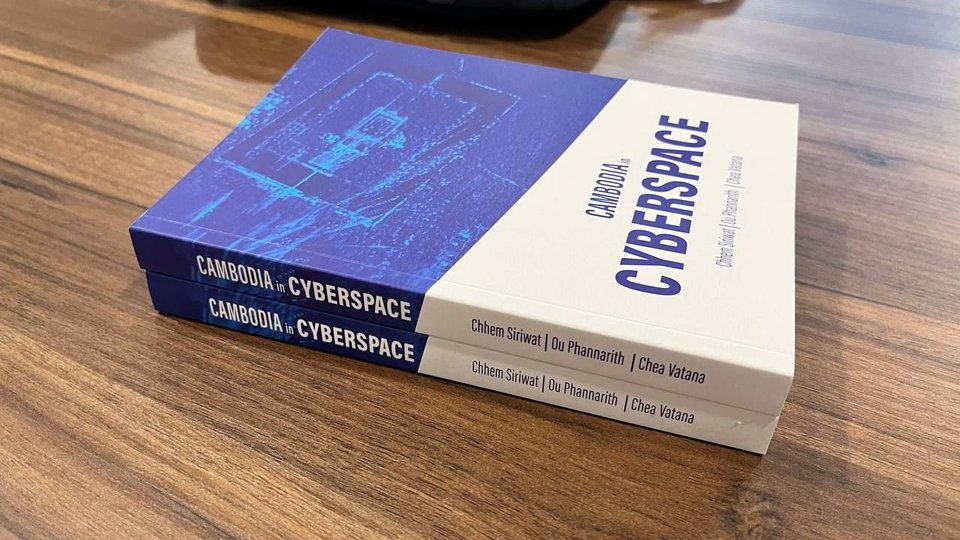 CAMBODIA in
CYBERSPACE
Chhem Siriwat | Ou Phannarith | Chea Vatana
CAMBODIA in CYBERSPACE
Chhem Siriwat | Ou Phannarith | Chea Vatana
CAMBODIA in CYBERSPACE
Chhem Siriwat | Ou Phannarith | Chea Vatana